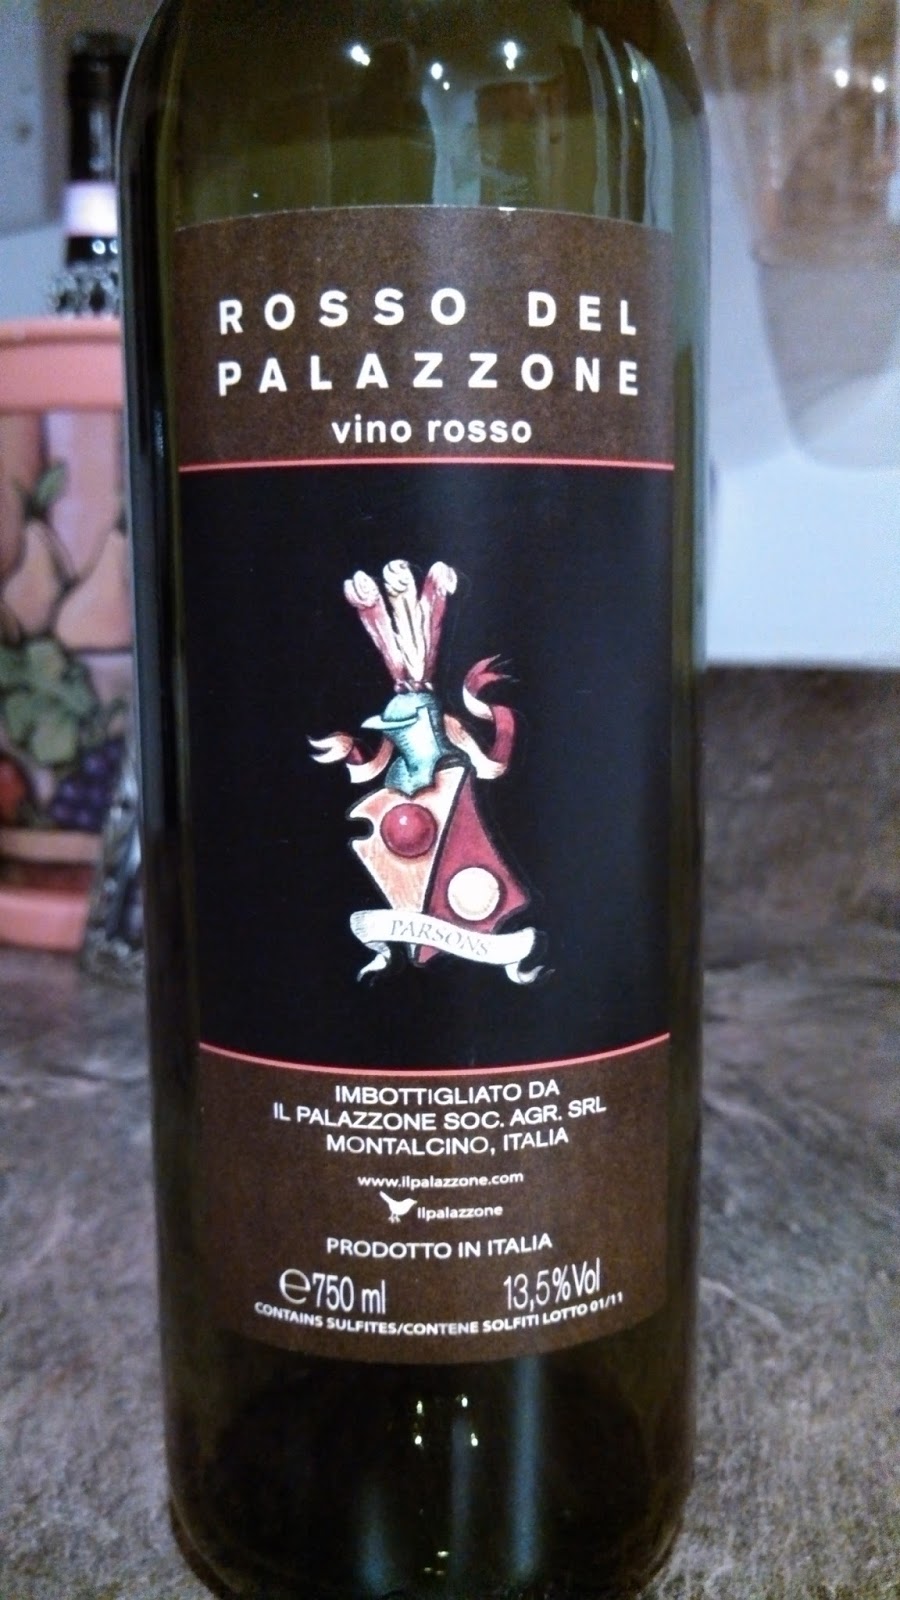 ROSSO DEL
PALAZZONE
vino rosso
PARSONS
IMBOTTIGLIATO DA
IL PALAZZONE SOC. AGR. SRL
MONTALCINO, ITALIA
www.ilpalazzone.com
ilpalazzone
PRODOTTO IN ITALIA
℮750 ml 13,5%Vol
CONTAINS SULFITES/CONTENE SOLFITI LOTTO 01/11